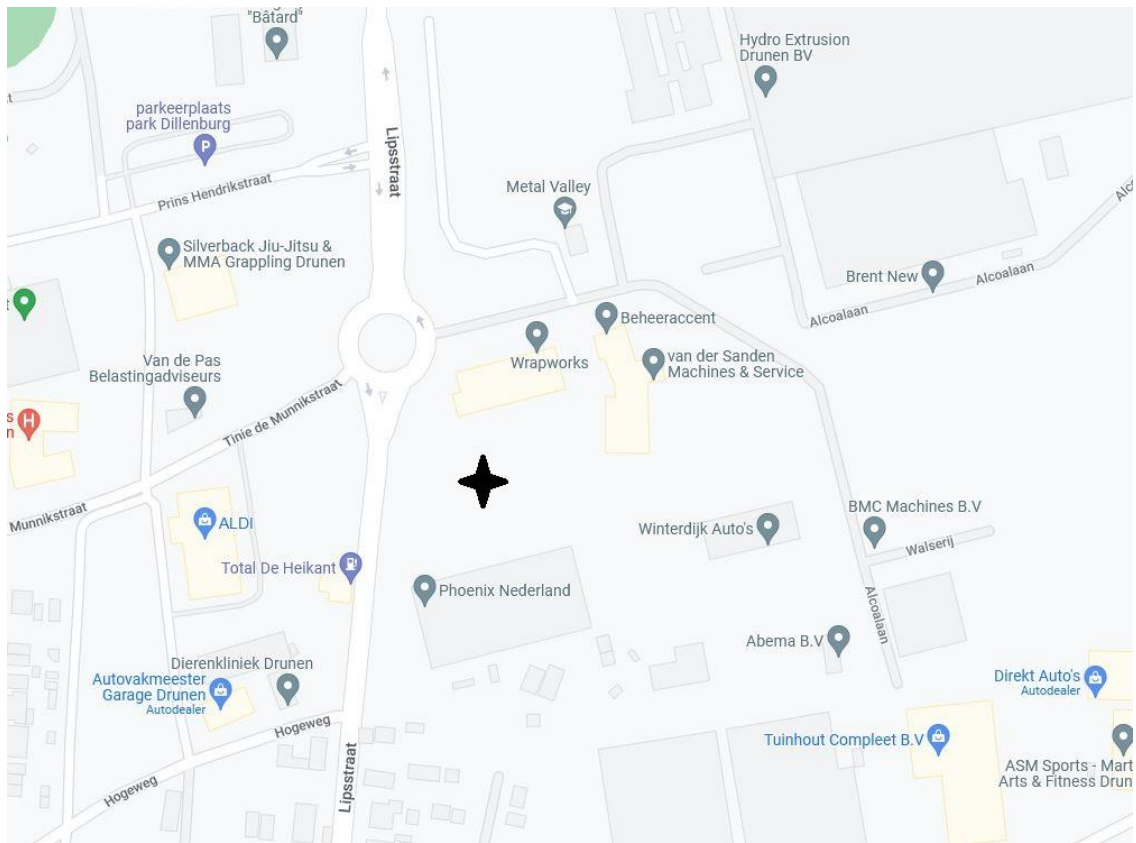 "Bâtard"
Hydro Extrusion
Drunen BV
parkeerplaats
park Dillenburg
P
Lipsstraat
Prins Hendrikstraat
Metal Valley
Silverback Jiu-Jitsu &
MMA Grappling Drunen
Brent New
Alcoalaan
Alcoalaan
Beheeraccent
Wrapworks
van der Sanden
Machines & Service
Van de Pas
Belastingadviseurs
H
Tinie de Munnikstraat
Munnikstraat
ALDI
BMC Machines B.V
Winterdijk Auto's
Walserij
Total De Heikant
Phoenix Nederland
Alcoalaan
Abema B.V
Dierenkliniek Drunen
Autovakmeester
Garage Drunen
Autodealer
Direkt Auto's
Autodealer
Hogeweg
Tuinhout Compleet B.V
Lipsstraat
Hogeweg
ASM Sports - Mart
Arts & Fitness Drun